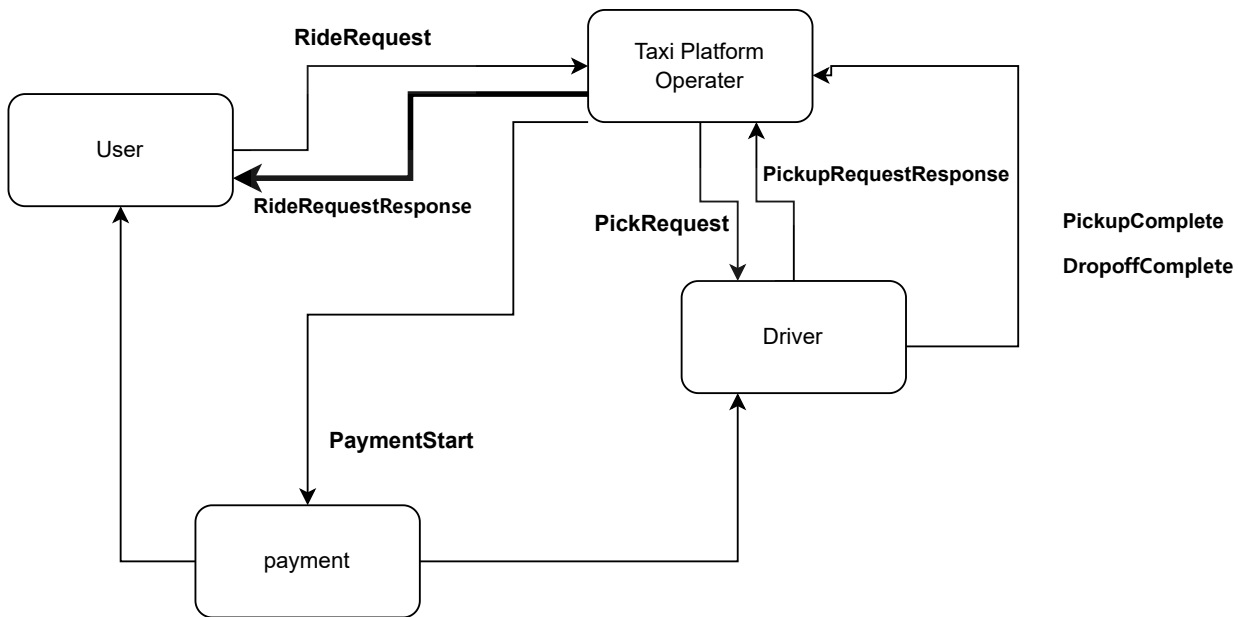 RideRequest
Taxi Platform
Operater
User
RideRequestResponse
PickRequest
PickupRequestResponse
PickupComplete
DropoffComplete
Driver
PaymentStart
payment